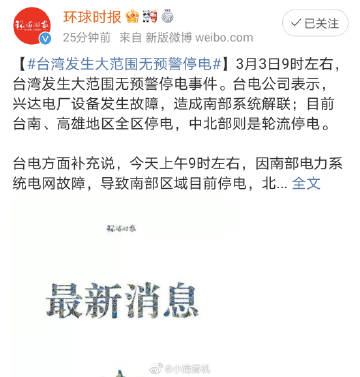 环球时报
已关注
25分钟前 来自 新版微博 weibo.com
【#台湾发生大范围无预警停电#】3月3日9时左右，
台湾发生大范围无预警停电事件。台电公司表示，
兴达电厂设备发生故障，造成南部系统解联；目前
台南、高雄地区全区停电，中北部则是轮流停电。
台电方面补充说，今天上午9时左右，因南部电力系
统电网故障，导致南部区域目前停电，北... 全文
环球时报
最新消息